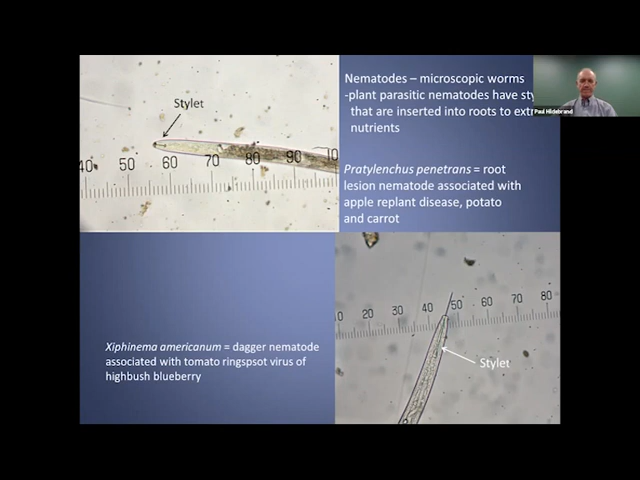 Stylet
40 50 60 70 80 90 10
Nematodes – microscopic worms
-plant parasitic nematodes have sty
that are inserted into roots to extr
nutrients
Paul Hildebrand
Pratylenchus penetrans = root
lesion nematode associated with
apple replant disease, potato
and carrot
Xiphinema americanum = dagger nematode
associated with tomato ringspsot virus of
highbush blueberry
10 20 30 40 50 60 70 80
Stylet